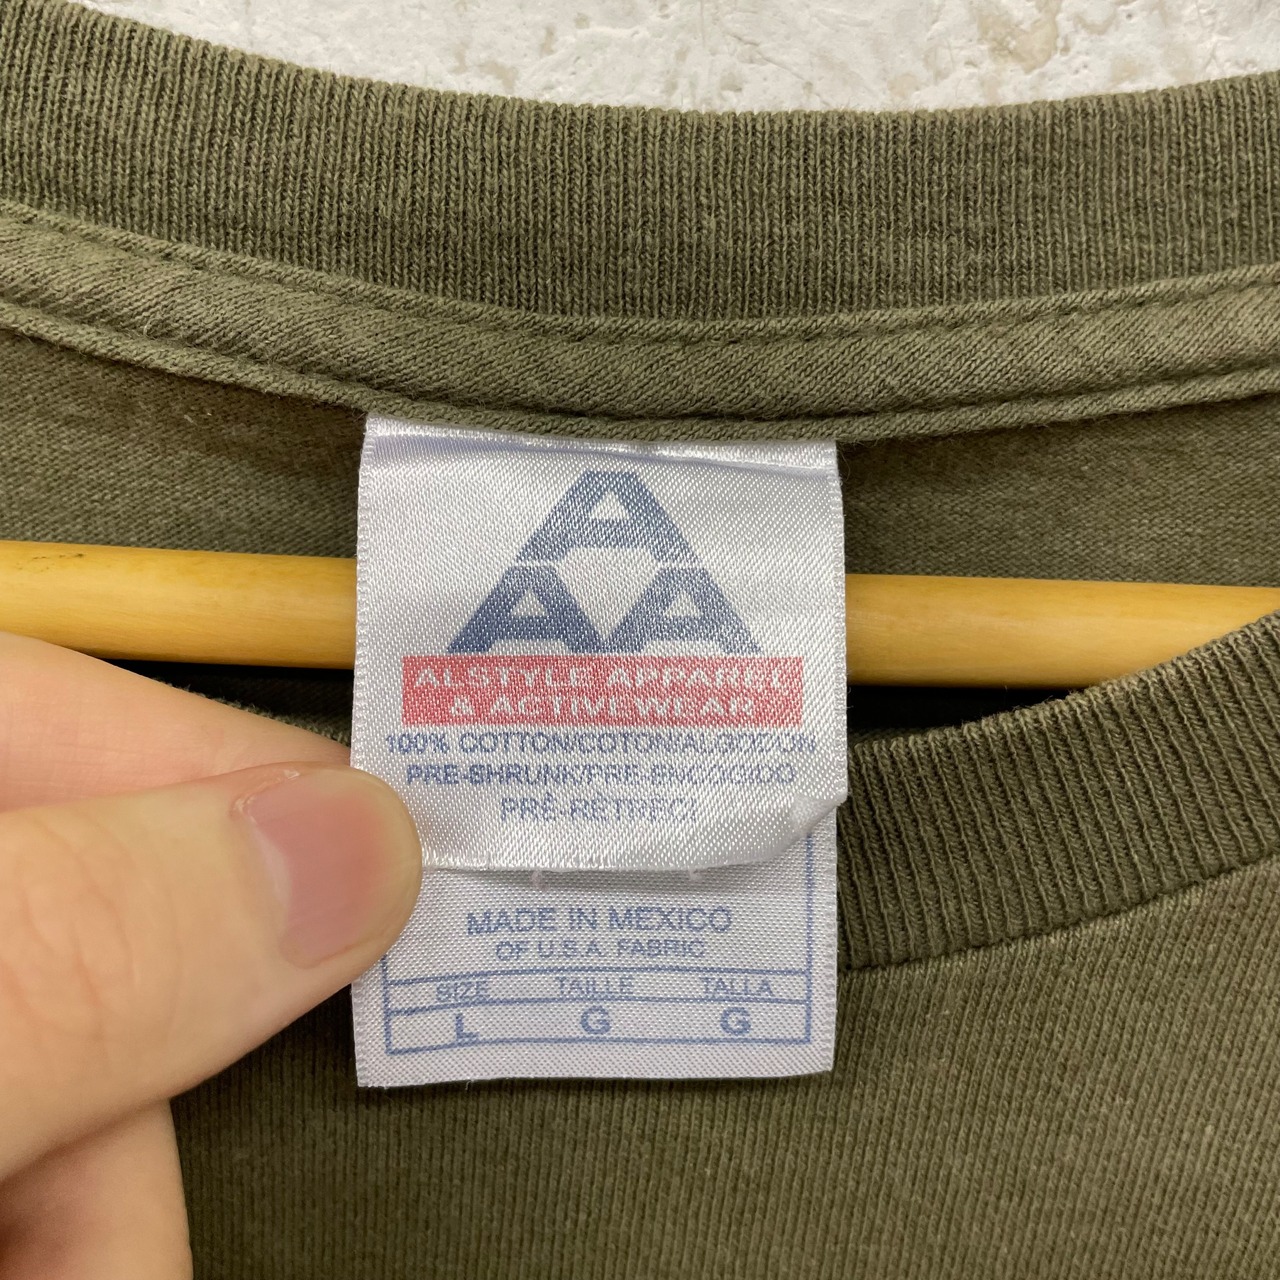 AAA
ALSTYLE APPAREL
& ACTIVEWEAR
100% COTTON/COTON/ALGODON
PRE-SHRUNK/PRE-ENCOGIDO
PRÉ-RÉTRÉCI
MADE IN MEXICO
OF U.S.A. FABRIC
SIZE TAILLE TALLA
L G G